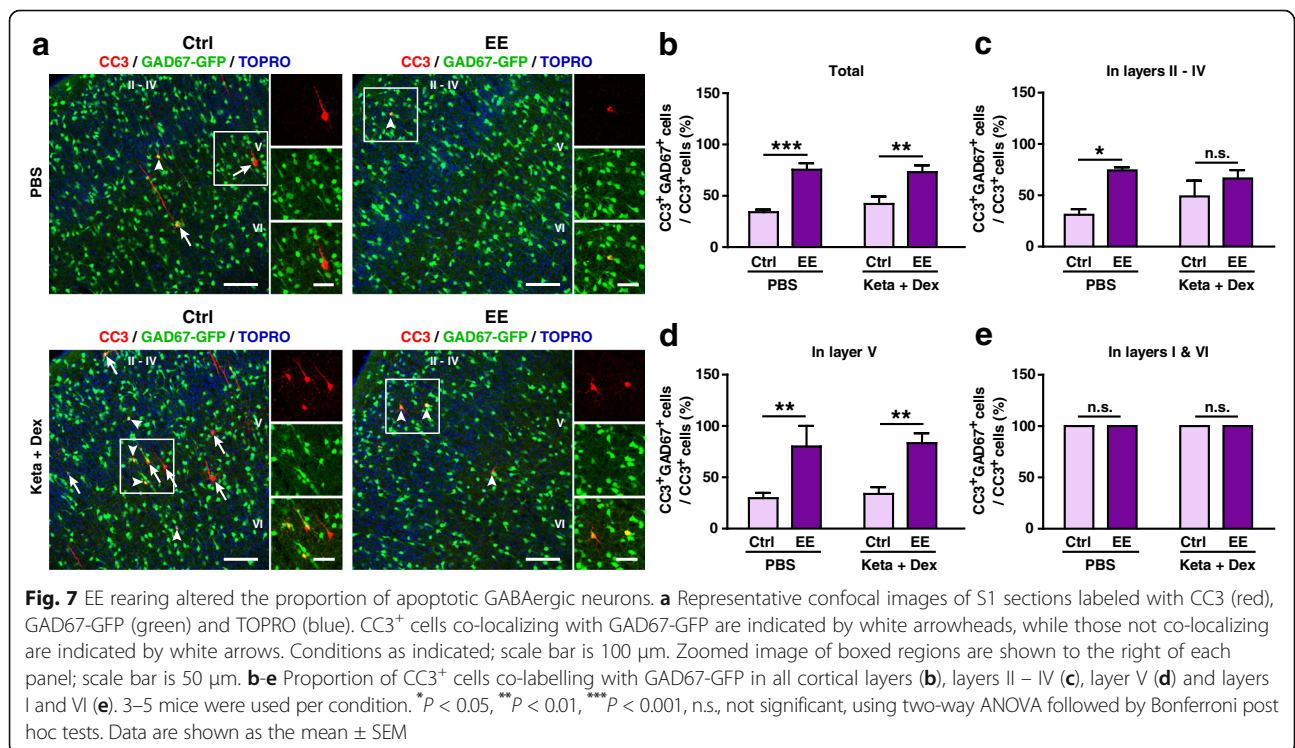 a
Ctrl
CC3 / GAD67-GFP / TOPRO
EE
CC3 / GAD67-GFP / TOPRO
PBS
II - IV
V
VI
II - IV
V
VI
Ctrl
CC3 / GAD67-GFP / TOPRO
EE
CC3 / GAD67-GFP / TOPRO
Keta + Dex
II - IV
V
VI
II - IV
V
VI
b
Total
CC3+GAD67+ cells
/ CC3+ cells (%)
150
100
50
0
***
**
Ctrl EE Ctrl EE
PBS Keta + Dex
c
In layers II - IV
CC3+GAD67+ cells
/ CC3+ cells (%)
150
100
50
0
*
n.s.
Ctrl EE Ctrl EE
PBS Keta + Dex
d
In layer V
CC3+GAD67+ cells
/ CC3+ cells (%)
150
100
50
0
**
**
Ctrl EE Ctrl EE
PBS Keta + Dex
e
In layers I & VI
CC3+GAD67+ cells
/ CC3+ cells (%)
150
100
50
0
n.s.
n.s.
Ctrl EE Ctrl EE
PBS Keta + Dex
Fig. 7 EE rearing altered the proportion of apoptotic GABAergic neurons. a Representative confocal images of S1 sections labeled with CC3 (red),
GAD67-GFP (green) and TOPRO (blue). CC3+ cells co-localizing with GAD67-GFP are indicated by white arrowheads, while those not co-localizing
are indicated by white arrows. Conditions as indicated; scale bar is 100 μm. Zoomed image of boxed regions are shown to the right of each
panel; scale bar is 50 μm. b-e Proportion of CC3+ cells co-labelling with GAD67-GFP in all cortical layers (b), layers II – IV (c), layer V (d) and layers
I and VI (e). 3–5 mice were used per condition. *P < 0.05, **P < 0.01, ***P < 0.001, n.s., not significant, using two-way ANOVA followed by Bonferroni post
hoc tests. Data are shown as the mean ± SEM